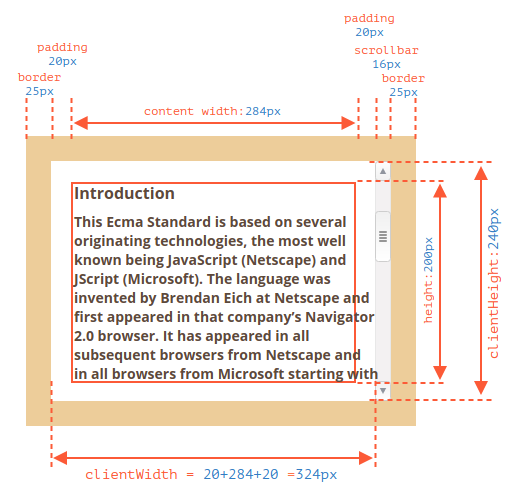 padding
20px
scrollbar
16px
border
25px
padding
20px
border
25px
content width:284px
Introduction
This Ecma Standard is based on several
originating technologies, the most well
known being JavaScript (Netscape) and
JScript (Microsoft). The language was
invented by Brendan Eich at Netscape and
first appeared in that company’s Navigator
2.0 browser. It has appeared in all
subsequent browsers from Netscape and
in all browsers from Microsoft starting with
height:200px
clientHeight:240px
clientWidth = 20+284+20 =324px